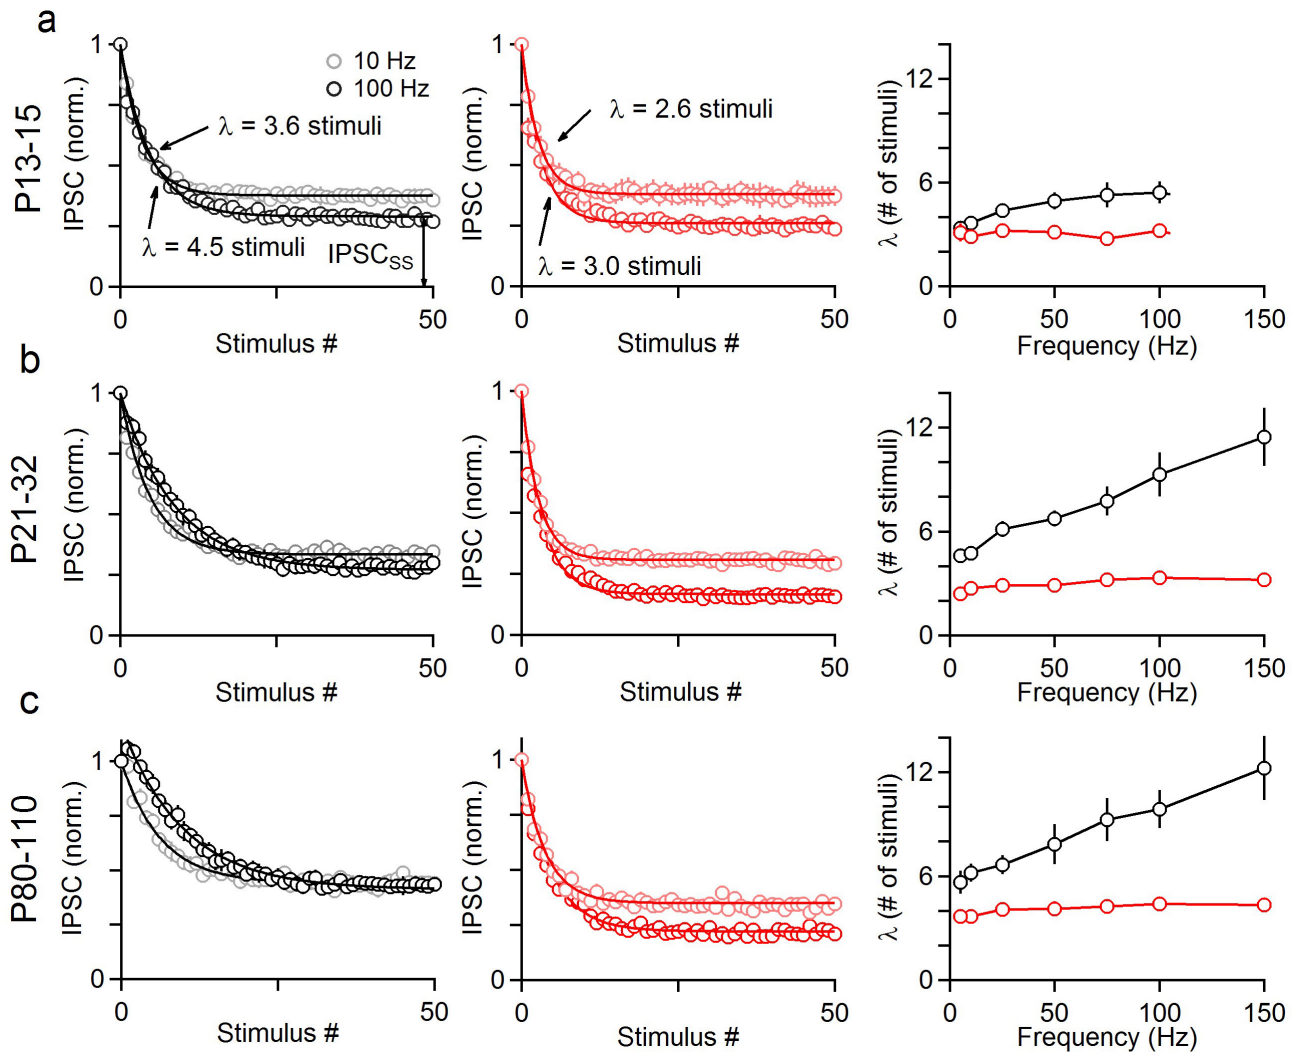 a
P13-15
1
IPSC (norm.)
0
10 Hz
100 Hz
λ = 3.6 stimuli
λ = 4.5 stimuli
IPSCSS
0
50
Stimulus #
1
IPSC (norm.)
0
λ = 2.6 stimuli
λ = 3.0 stimuli
0
50
Stimulus #
12
6
0
λ (# of stimuli)
0
50
100
150
Frequency (Hz)
b
P21-32
1
IPSC (norm.)
0
0
50
Stimulus #
1
IPSC (norm.)
0
0
50
Stimulus #
12
6
0
λ (# of stimuli)
0
50
100
150
Frequency (Hz)
c
P80-110
1
IPSC (norm.)
0
0
50
Stimulus #
1
IPSC (norm.)
0
0
50
Stimulus #
12
6
0
λ (# of stimuli)
0
50
100
150
Frequency (Hz)